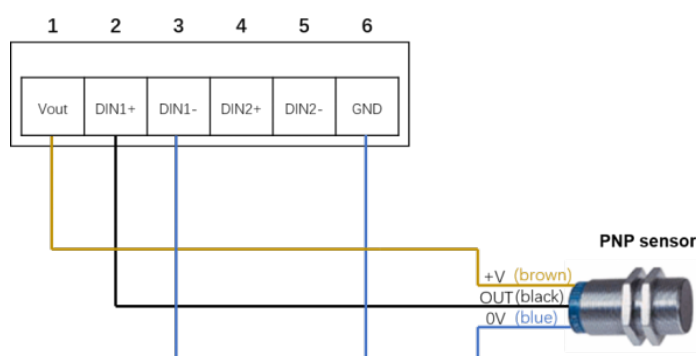 1 2 3 4 5 6
Vout DIN1+ DIN1- DIN2+ DIN2- GND
PNP sensor
+V (brown)
OUT(black)
0V (blue)